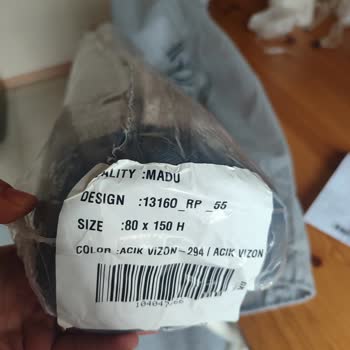 ALITY :MADU
DESIGN :13160_RP_55
SIZE :80 x 150 H
COLOR :ACIK VIZON-294 / ACIK VIZON